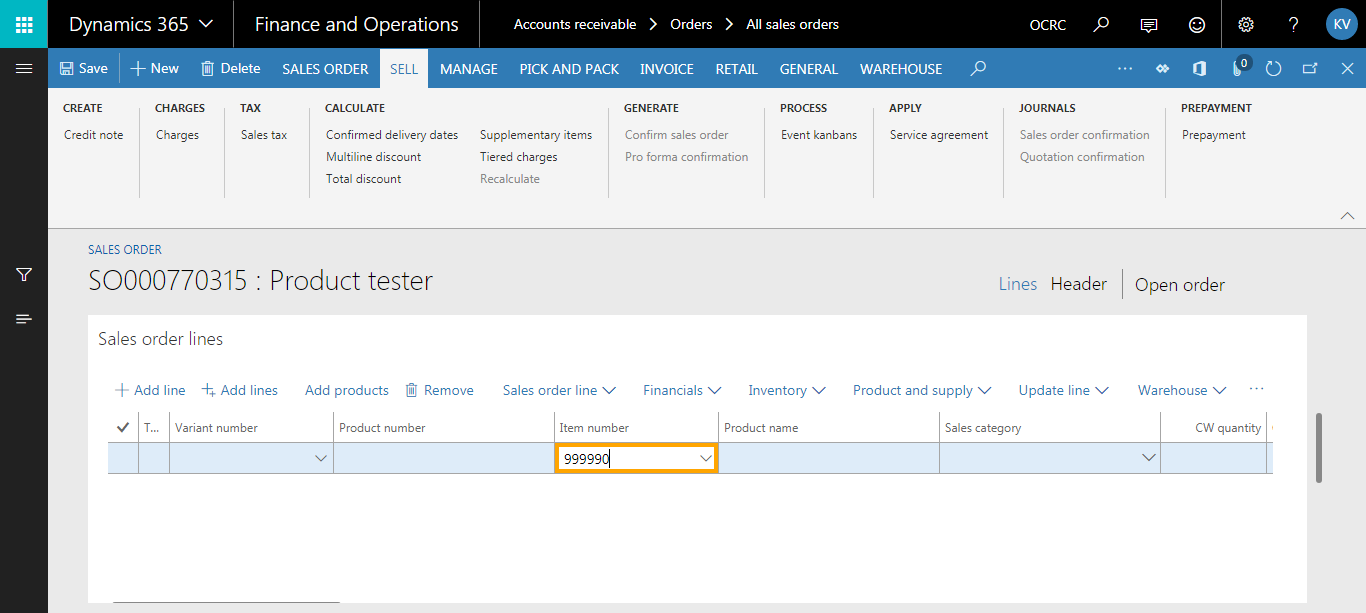 Dynamics 365 Finance and Operations Accounts receivable Orders All sales orders OCRC ? KV
Save New Delete SALES ORDER SELL MANAGE PICK AND PACK INVOICE RETAIL GENERAL WAREHOUSE ... 0
CREATE CHARGES TAX CALCULATE GENERATE PROCESS APPLY JOURNALS PREPAYMENT
Credit note Charges Sales tax Confirmed delivery dates Supplementary items Confirm sales order Event kanbans Service agreement Sales order confirmation Prepayment
Multiline discount Tiered charges Pro forma confirmation Quotation confirmation
Total discount Recalculate
SALES ORDER
SO000770315 : Product tester Lines Header Open order
Sales order lines
Add line Add lines Add products Remove Sales order line Financials Inventory Product and supply Update line Warehouse ...
T... Variant number Product number Item number Product name Sales category CW quantity
999990